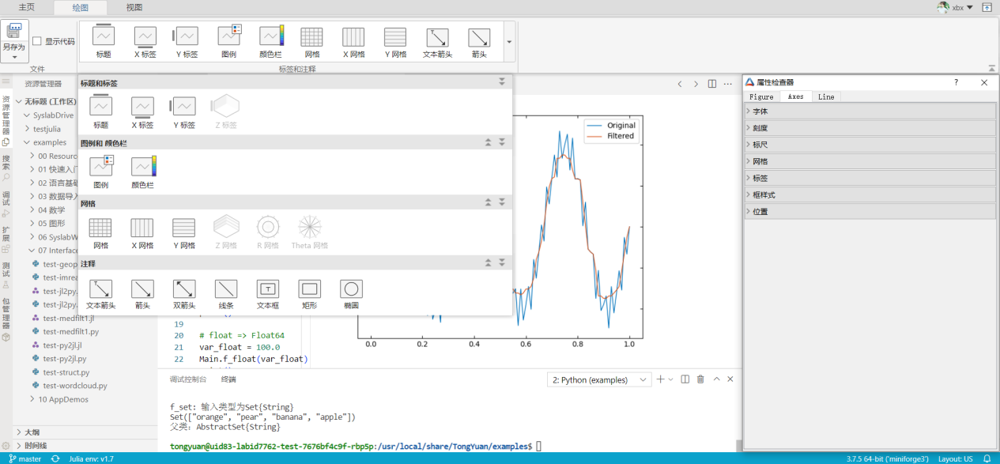 主页 绘图 视图 xbx
另存为 显示代码 标题 X 标签 Y 标签 图例 颜色栏 网格 X 网格 Y 网格 文本箭头 箭头
文件 标签和注释
资源管理器
无标题 (工作区)
SyslabDrive
testjulia
examples
00 Resourc
01 快速入门
02 语言基础
03 数据导入
04 数学
05 图形
06 SyslabW
07 Interface
test-geop
test-imrea
test-jl2py.
test-jl2py.
test-medfilt1.jl
test-medfilt1.py
test-py2jl.jl
test-py2jl.py
test-struct.py
test-wordcloud.py
10 AppDemos
大纲
时间线
资源管理器
搜索
调试
扩展
测试
包管理器
标题和标签
标题 X 标签 Y 标签 Z 标签
图例和 颜色栏
图例 颜色栏
网格
网格 X 网格 Y 网格 Z 网格 R 网格 Theta 网格
注释
文本箭头 箭头 双箭头 线条 文本框 矩形 椭圆
Original
Filtered
0.0 0.2 0.4 0.6 0.8 1.0
19
20 # float => Float64
21 var_float = 100.0
22 Main.f_float(var_float)
调试控制台 终端 2: Python (examples)
f_set: 输入类型为Set{String}
Set(["orange", "pear", "banana", "apple"])
父类: AbstractSet{String}
tongyuan@uid83-labid7762-test-7676bf4c9f-rbp5p:/usr/local/share/TongYuan/examples$
属性检查器 ?
Figure Axes Line
字体
刻度
标尺
网格
标签
框样式
位置
master Julia env: v1.7 3.7.5 64-bit ('miniforge3') Layout: US